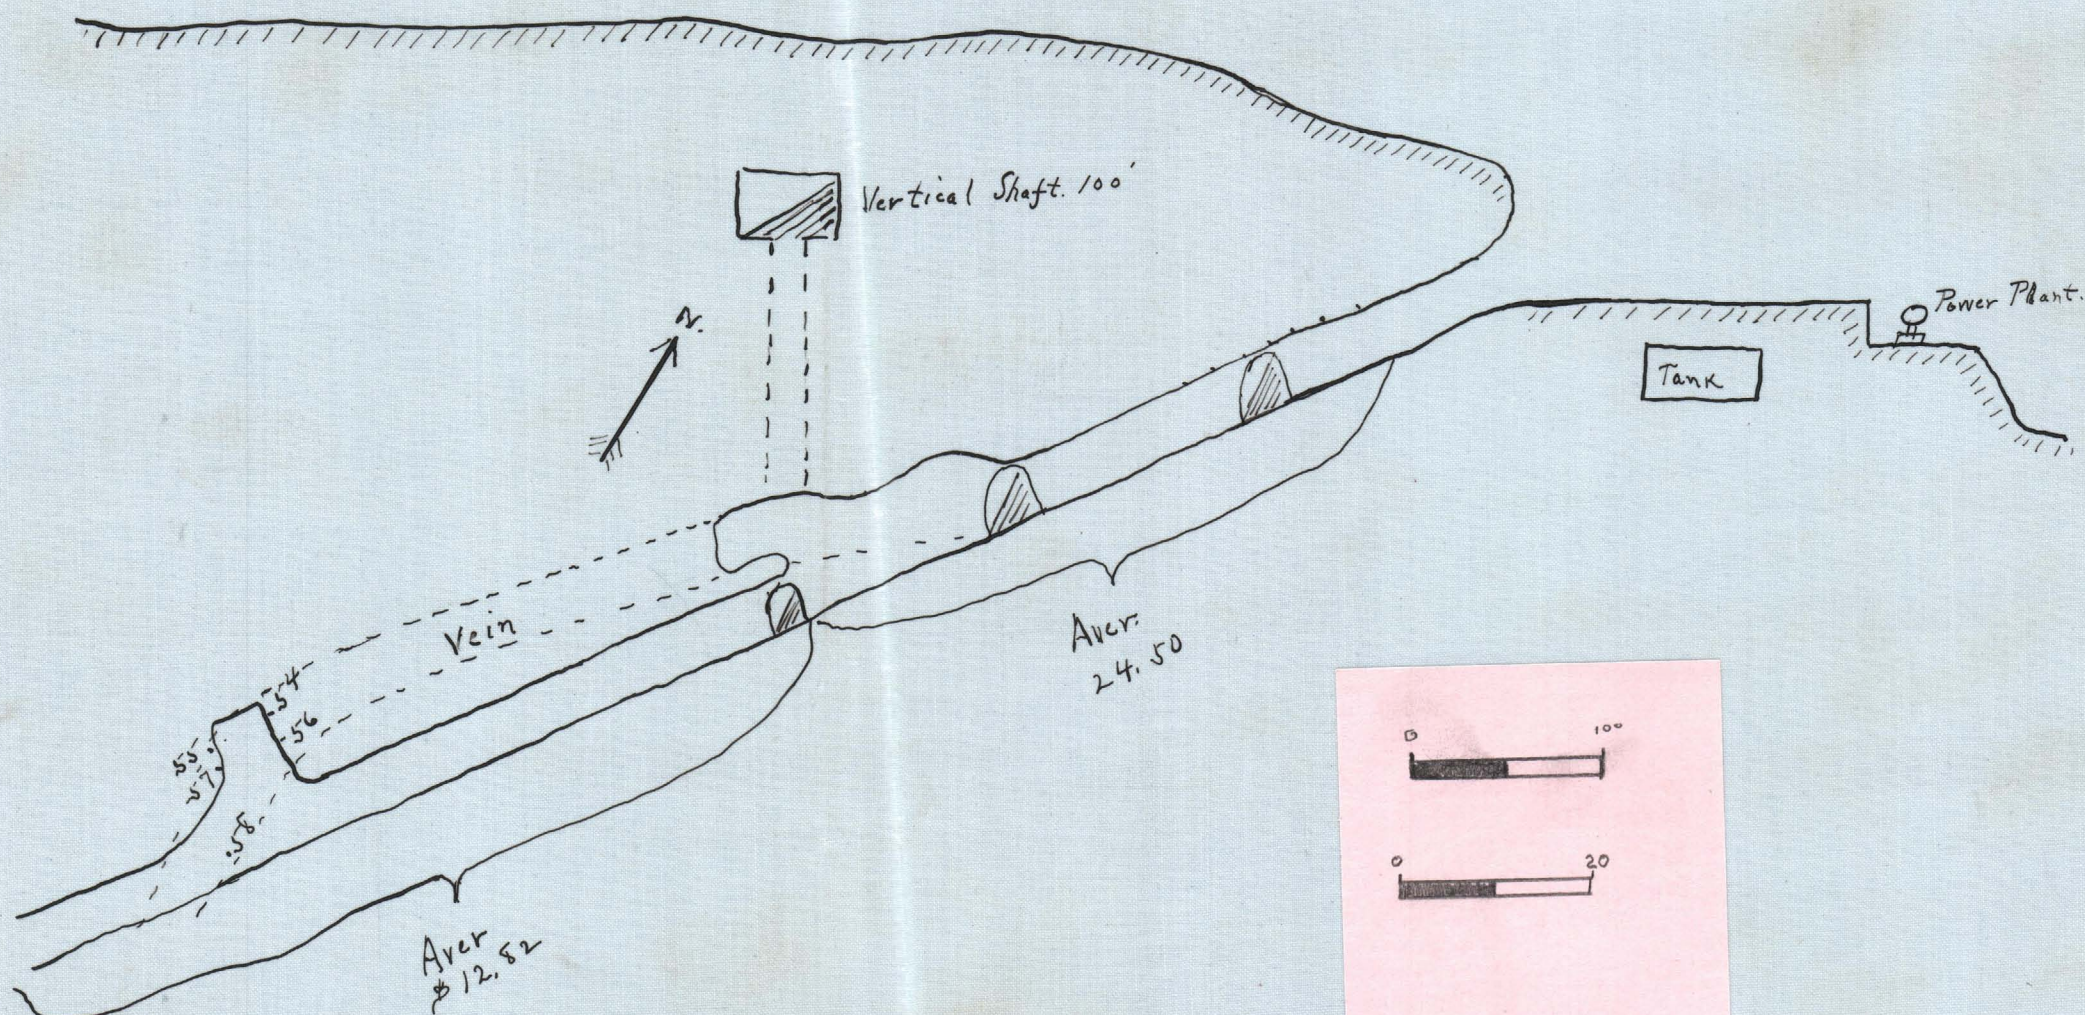 Vertical Shaft. 100'
N.
Power Plant.
Tank
Vein
Aver.
24.50
54
56
55
57
.58.
Aver
$12.82
0 100
0 20